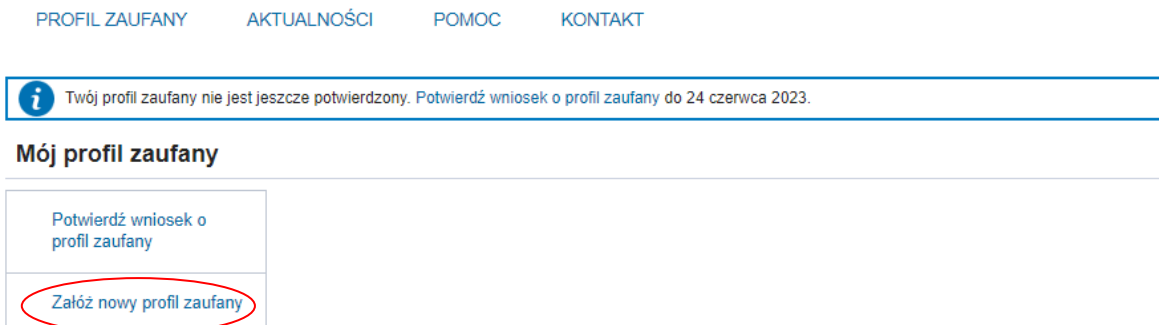 PROFIL ZAUFANY AKTUALNOŚCI POMOC KONTAKT
i Twój profil zaufany nie jest jeszcze potwierdzony. Potwierdź wniosek o profil zaufany do 24 czerwca 2023.
Mój profil zaufany
Potwierdź wniosek o
profil zaufany
Załóż nowy profil zaufany